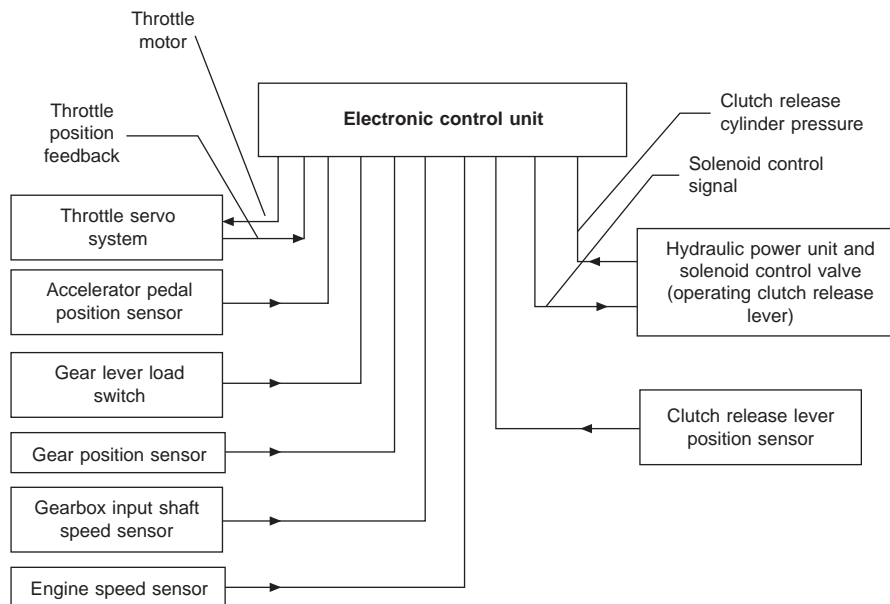 Throttle
motor
Throttle
position
feedback
Electronic control unit
Clutch release
cylinder pressure
Solenoid control
signal
Throttle servo
system
Accelerator pedal
position sensor
Gear lever load
switch
Gear position sensor
Gearbox input shaft
speed sensor
Engine speed sensor
Hydraulic power unit and
solenoid control valve
(operating clutch release
lever)
Clutch release lever
position sensor